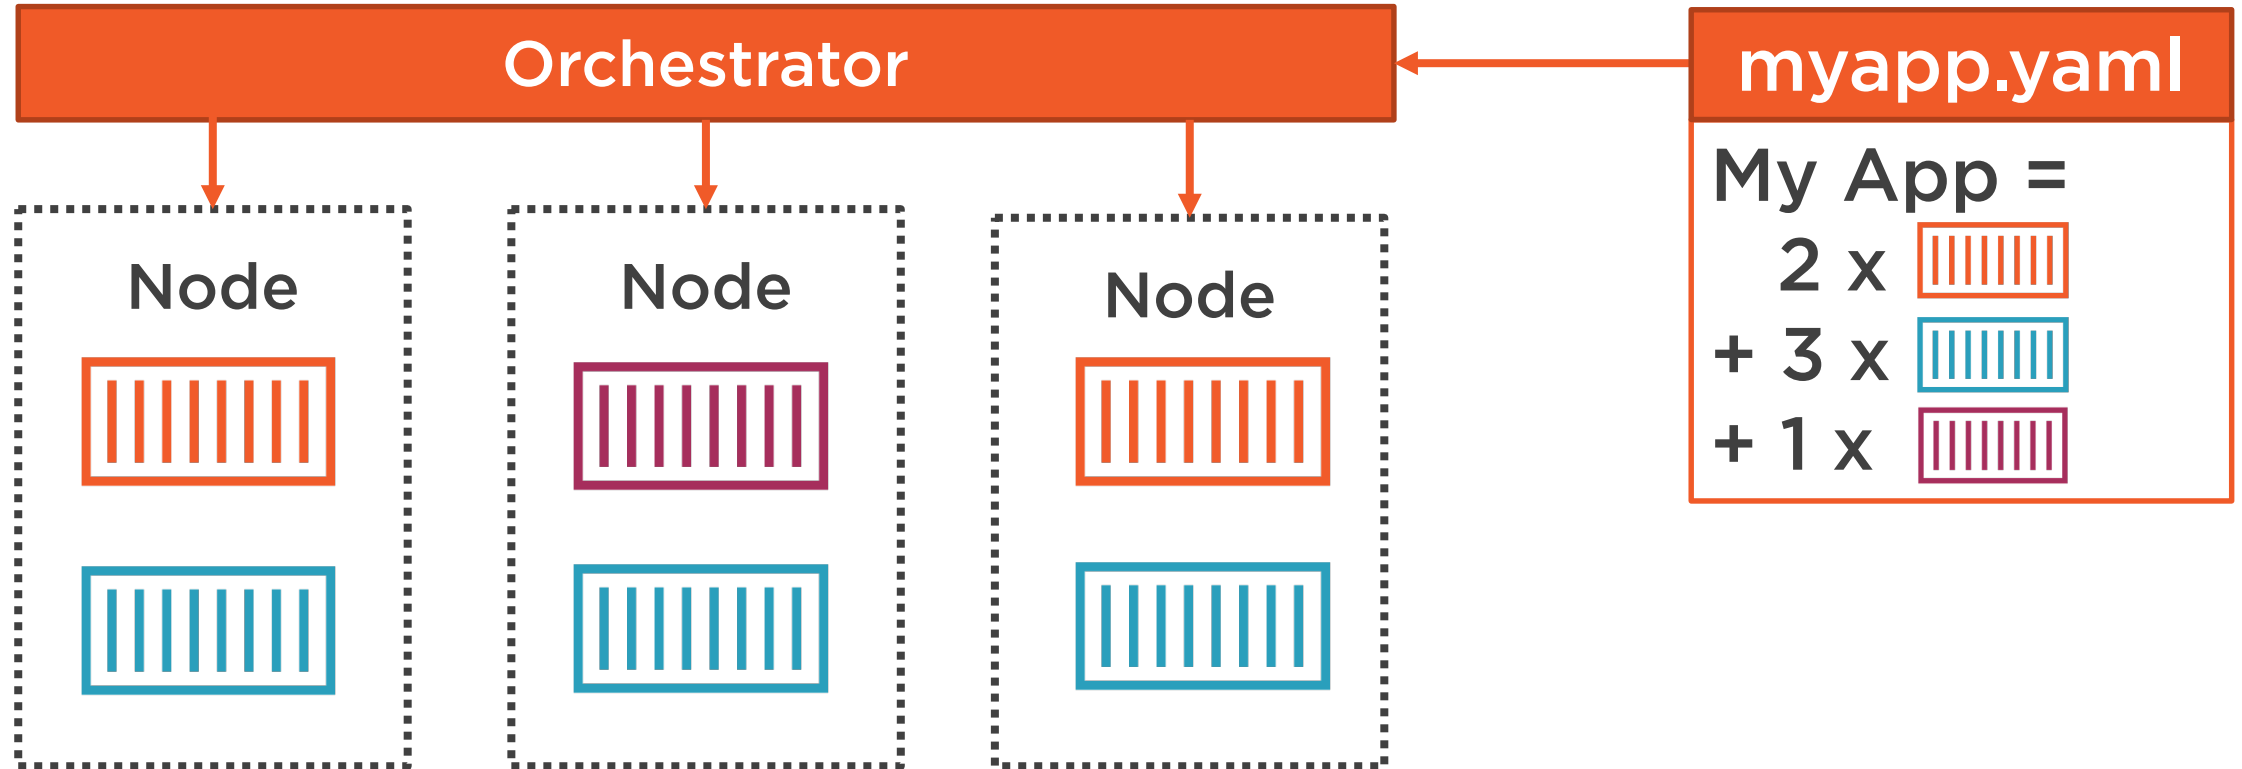 Orchestrator
myapp.yaml
My App =
2 x
+ 3 x
+ 1 x
Node
Node
Node